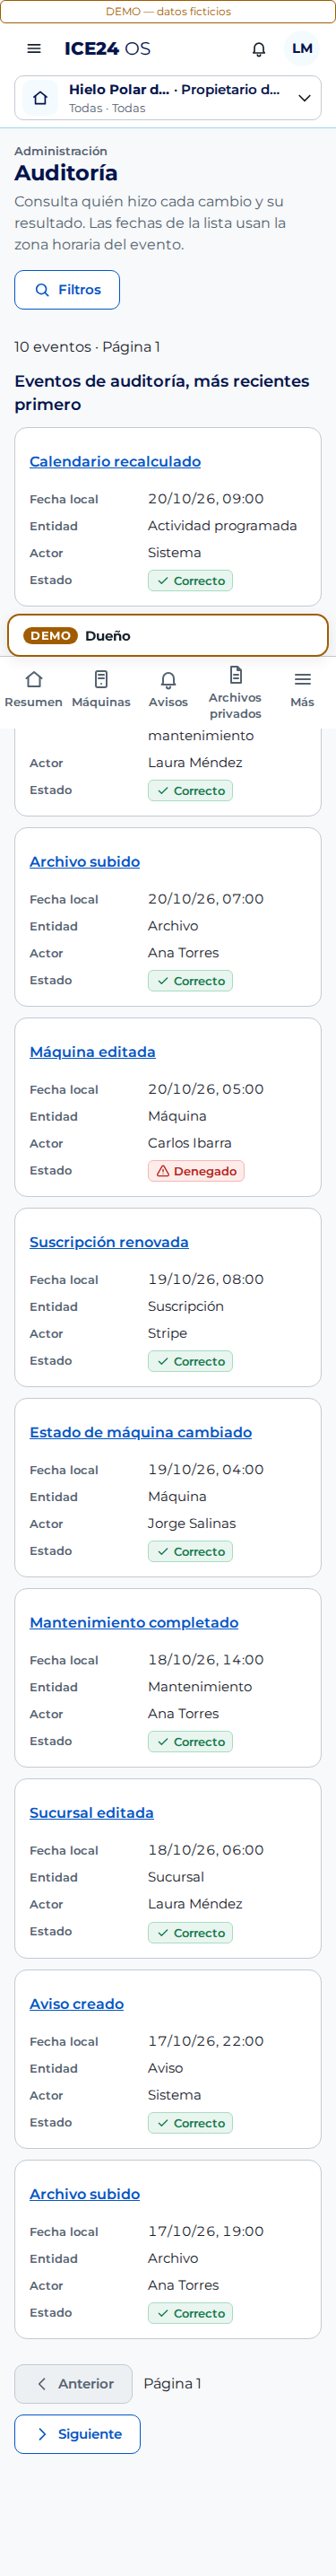 DEMO — datos ficticios
ICE24 OS
LM
Hielo Polar d... · Propietario d...
Todas · Todas
Administración
Auditoría
Consulta quién hizo cada cambio y su
resultado. Las fechas de la lista usan la
zona horaria del evento.
Filtros
10 eventos · Página 1
Eventos de auditoría, más recientes
primero
Calendario recalculado
Fecha local 20/10/26, 09:00
Entidad Actividad programada
Actor Sistema
Estado Correcto
DEMO Dueño
Resumen
Máquinas
Avisos
Archivos
privados
Más
mantenimiento
Actor Laura Méndez
Estado Correcto
Archivo subido
Fecha local 20/10/26, 07:00
Entidad Archivo
Actor Ana Torres
Estado Correcto
Máquina editada
Fecha local 20/10/26, 05:00
Entidad Máquina
Actor Carlos Ibarra
Estado Denegado
Suscripción renovada
Fecha local 19/10/26, 08:00
Entidad Suscripción
Actor Stripe
Estado Correcto
Estado de máquina cambiado
Fecha local 19/10/26, 04:00
Entidad Máquina
Actor Jorge Salinas
Estado Correcto
Mantenimiento completado
Fecha local 18/10/26, 14:00
Entidad Mantenimiento
Actor Ana Torres
Estado Correcto
Sucursal editada
Fecha local 18/10/26, 06:00
Entidad Sucursal
Actor Laura Méndez
Estado Correcto
Aviso creado
Fecha local 17/10/26, 22:00
Entidad Aviso
Actor Sistema
Estado Correcto
Archivo subido
Fecha local 17/10/26, 19:00
Entidad Archivo
Actor Ana Torres
Estado Correcto
Anterior Página 1
Siguiente